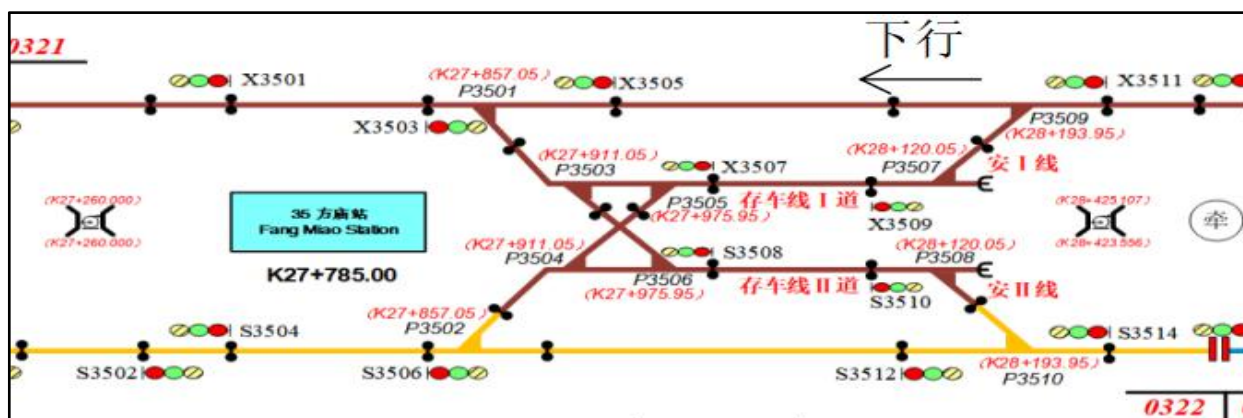 0321
下行
X3501
(K27+857.05)
P3501
X3505
X3511
X3503
P3509
(K28+193.95)
(K27+911.05)
P3503
X3507
(K28+120.05)
P3507
安Ⅰ线
(K27+260.000)
(K27+260.000)
35 方庙站
Fang Miao Station
K27+785.00
P3505
(K27+975.95)
存车线Ⅰ道
X3509
(K28+425.107)
(K28+423.556)
牵
(K27+911.05)
P3504
S3508
(K28+120.05)
P3508
P3506
(K27+975.95)
存车线Ⅱ道
S3510
安Ⅱ线
(K27+857.05)
P3502
S3504
S3514
S3502
S3506
S3512
(K28+193.95)
P3510
0322